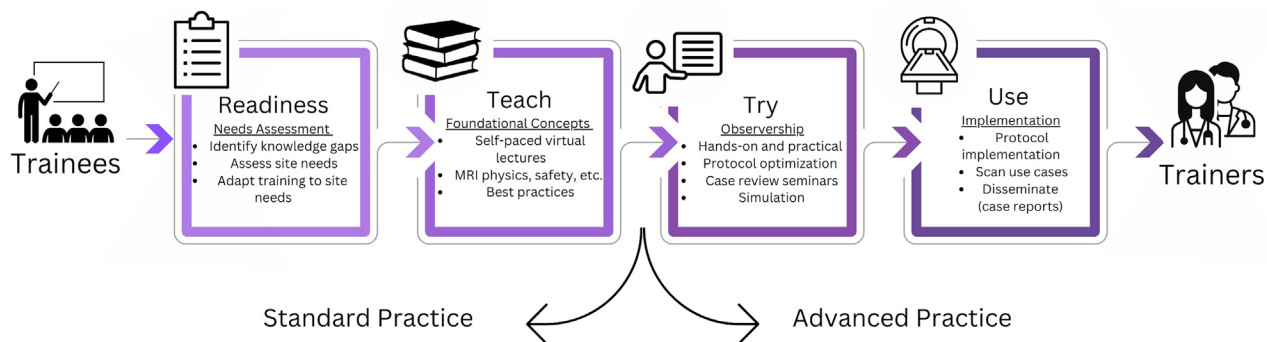 Trainees
Readiness
Needs Assessment
• Identify knowledge gaps
• Assess site needs
• Adapt training to site
needs
Teach
Foundational Concepts
• Self-paced virtual
lectures
• MRI physics, safety, etc.
• Best practices
Try
Observership
• Hands-on and practical
• Protocol optimization
• Case review seminars
• Simulation
Use
Implementation
• Protocol
implementation
• Scan use cases
• Disseminate
(case reports)
Trainers
Standard Practice
Advanced Practice